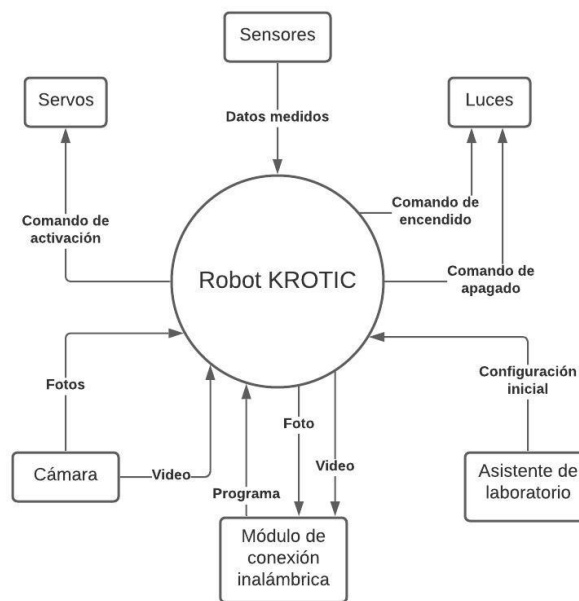 Sensores
Servos
Luces
Datos medidos
Comando de
encendido
Comando de
activación
Robot KROTIC
Comando de
apagado
Configuración
inicial
Fotos
Foto
Cámara
Video
Programa
Video
Asistente de
laboratorio
Módulo de
conexión
inalámbrica